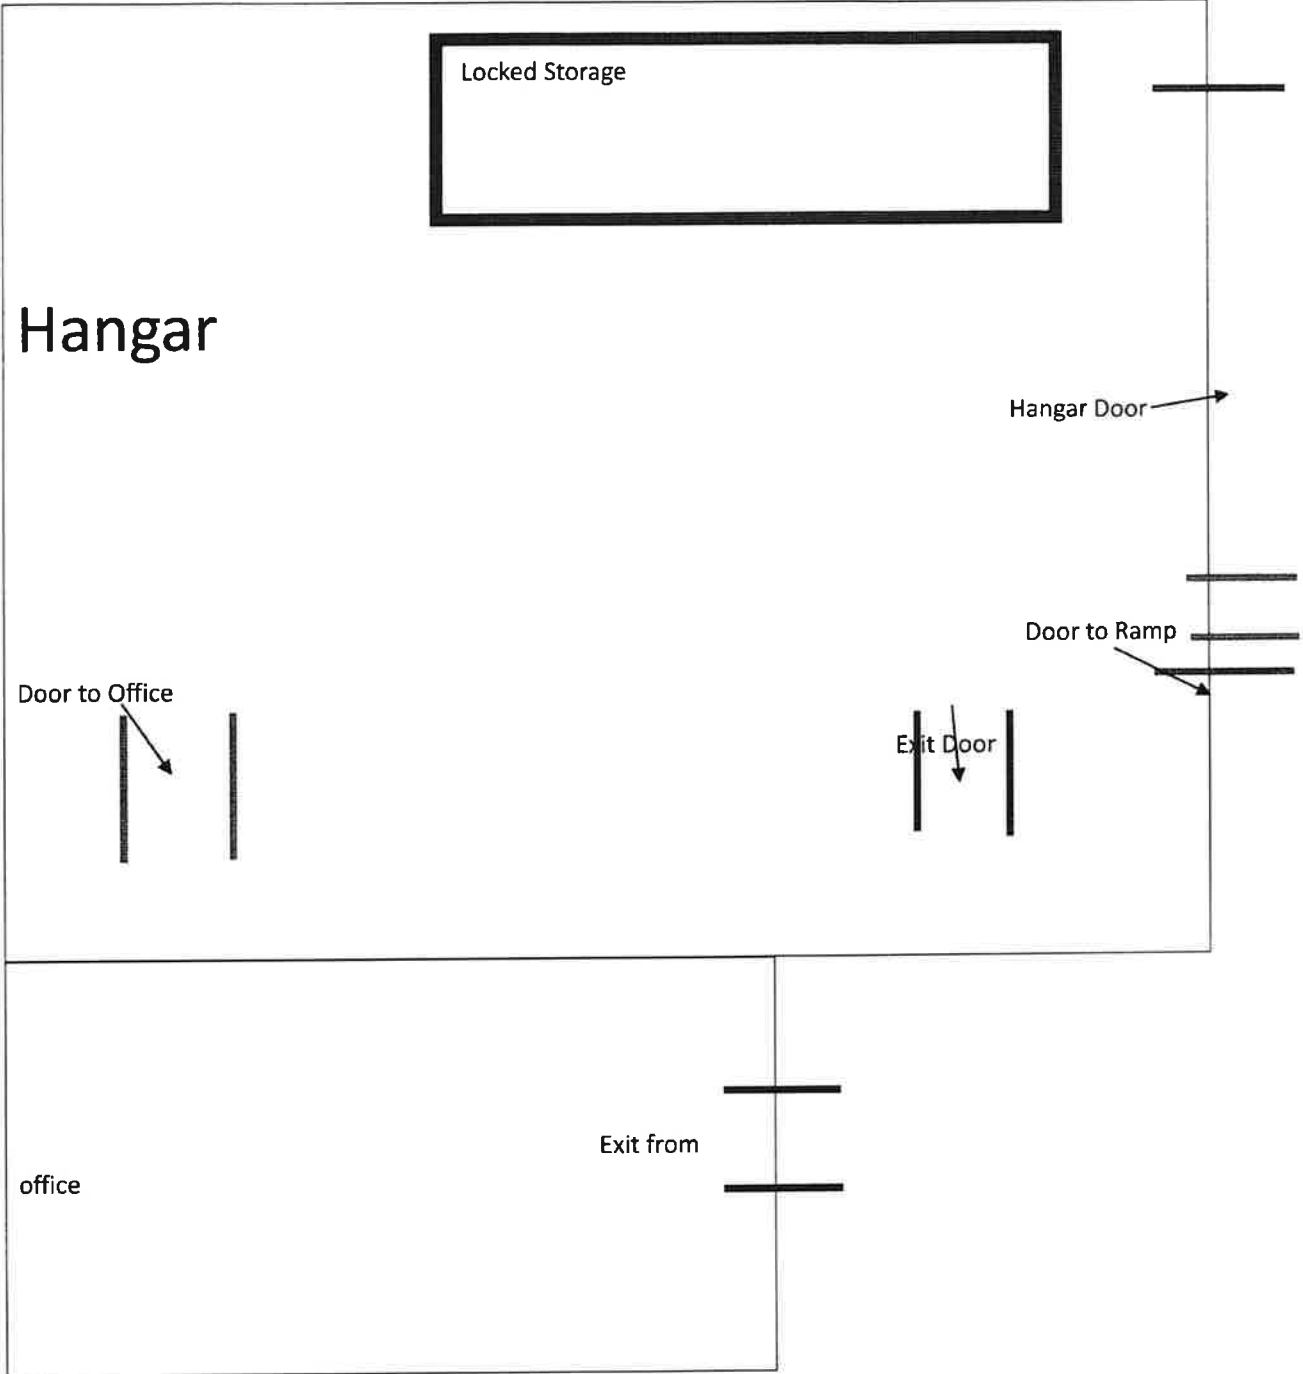 Locked Storage
Hangar
Hangar Door
Door to Ramp
Door to Office
Exit Door
Exit from
office